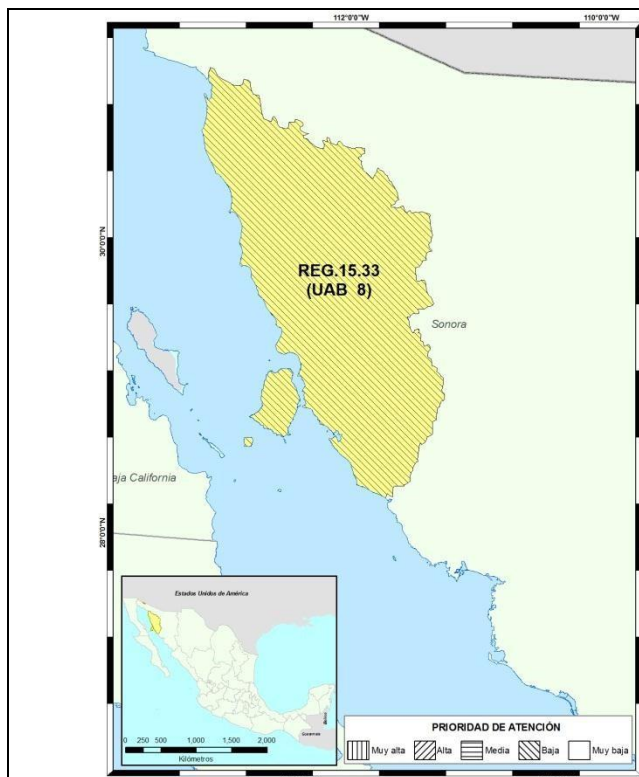 112°0'0"W 110°0'0"W
30°0'0"N
REG.15.33
(UAB 8)
Sonora
aja California
28°0'0"N
Estados Unidos de América
Belice
Guatemala
0 250 500 1,000 1,500 2,000
Kilómetros
PRIORIDAD DE ATENCIÓN
Muy alta Alta Media Baja Muy baja